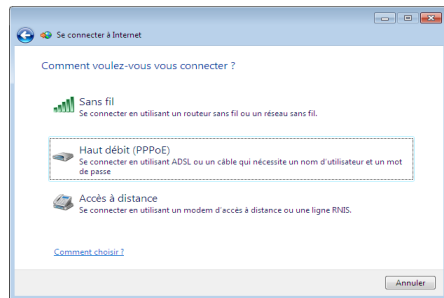 Se connecter à Internet
Comment voulez-vous vous connecter ?
Sans fil
Se connecter en utilisant un routeur sans fil ou un réseau sans fil.
Haut débit (PPPoE)
Se connecter en utilisant ADSL ou un câble qui nécessite un nom d'utilisateur et un mot
de passe
Accès à distance
Se connecter en utilisant un modem d'accès à distance ou une ligne RNIS.
Comment choisir ?
Annuler